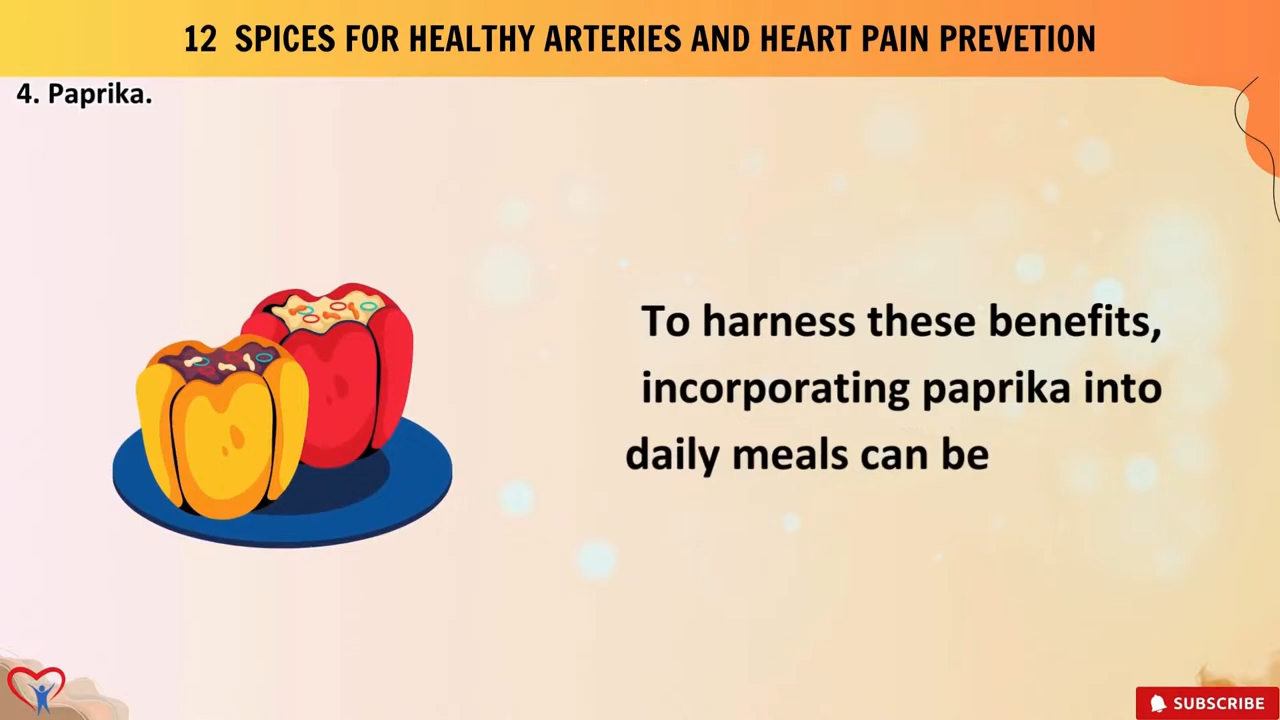 12 SPICES FOR HEALTHY ARTERIES AND HEART PAIN PREVETION
4. Paprika.
To harness these benefits,
incorporating paprika into
daily meals can be
SUBSCRIBE